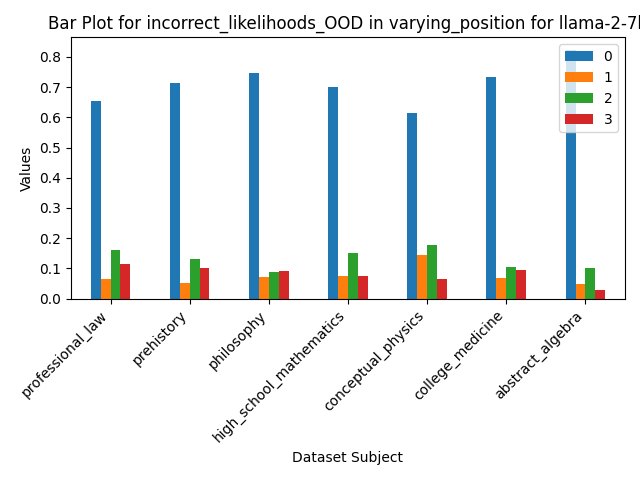 Bar Plot for incorrect_likelihoods_OOD in varying_position for llama-2-7
0
1
2
3
0.8
0.7
0.6
0.5
0.4
0.3
0.2
0.1
0.0
Values
professional_law
prehistory
philosophy
high_school_mathematics
conceptual_physics
college_medicine
abstract_algebra
Dataset Subject